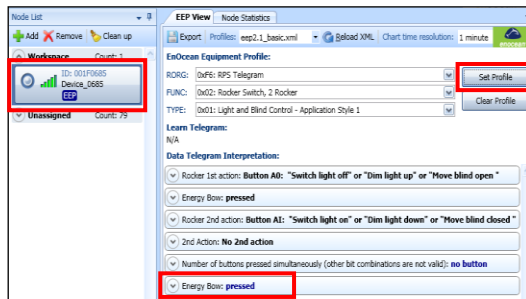 Node List
Add Remove Clean up
Workspace Count: 1
ID: 001F0685
Device_0685
EEP
Unassigned Count: 79
EEP View Node Statistics
Export Profiles: eep2.1_basic.xml Reload XML Chart time resolution: 1 minute
enocean
EnOcean Equipment Profile:
RORG: 0xF6: RPS Telegram Set Profile
FUNC: 0x02: Rocker Switch, 2 Rocker Clear Profile
TYPE: 0x01: Light and Blind Control - Application Style 1
Learn Telegram:
N/A
Data Telegram Interpretation:
Rocker 1st action: Button A0: "Switch light off" or "Dim light up" or "Move blind open "
Energy Bow: pressed
Rocker 2nd action: Button AI: "Switch light on" or "Dim light down" or "Move blind closed "
2nd Action: No 2nd action
Number of buttons pressed simultaneously (other bit combinations are not valid): no button
Energy Bow: pressed